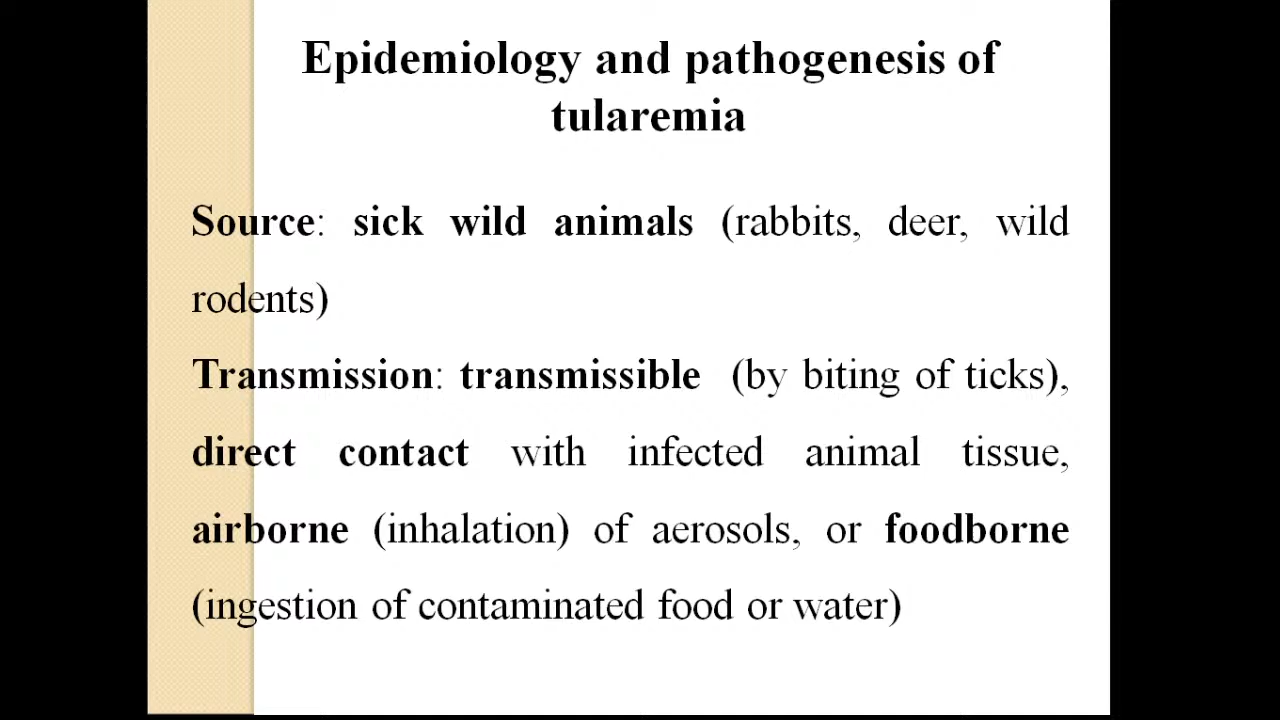 Epidemiology and pathogenesis of
tularemia
Source: sick wild animals (rabbits, deer, wild
rodents)
Transmission: transmissible (by biting of ticks),
direct contact with infected animal tissue,
airborne (inhalation) of aerosols, or foodborne
(ingestion of contaminated food or water)